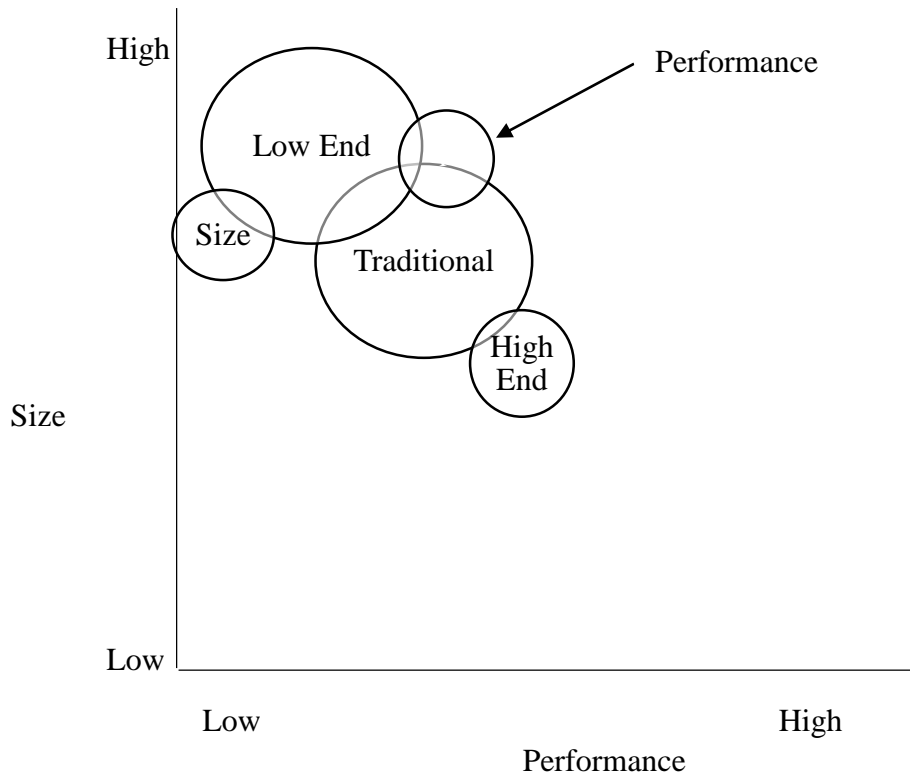 High
Performance
Low End
Size
Traditional
High
End
Size
Low
Low
High
Performance